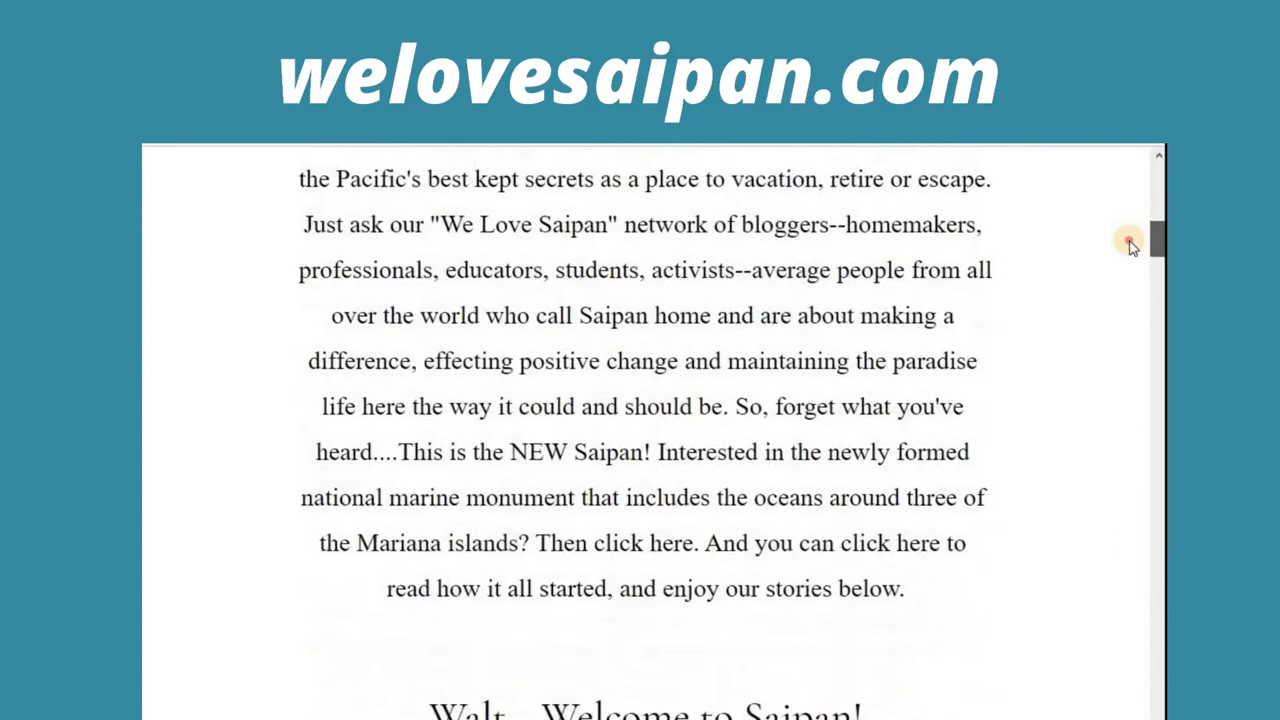 welovesaipan.com
the Pacific's best kept secrets as a place to vacation, retire or escape.
Just ask our "We Love Saipan" network of bloggers--homemakers,
professionals, educators, students, activists--average people from all
over the world who call Saipan home and are about making a
difference, effecting positive change and maintaining the paradise
life here the way it could and should be. So, forget what you've
heard....This is the NEW Saipan! Interested in the newly formed
national marine monument that includes the oceans around three of
the Mariana islands? Then click here. And you can click here to
read how it all started, and enjoy our stories below.
Walt... Welcome to Saipan!